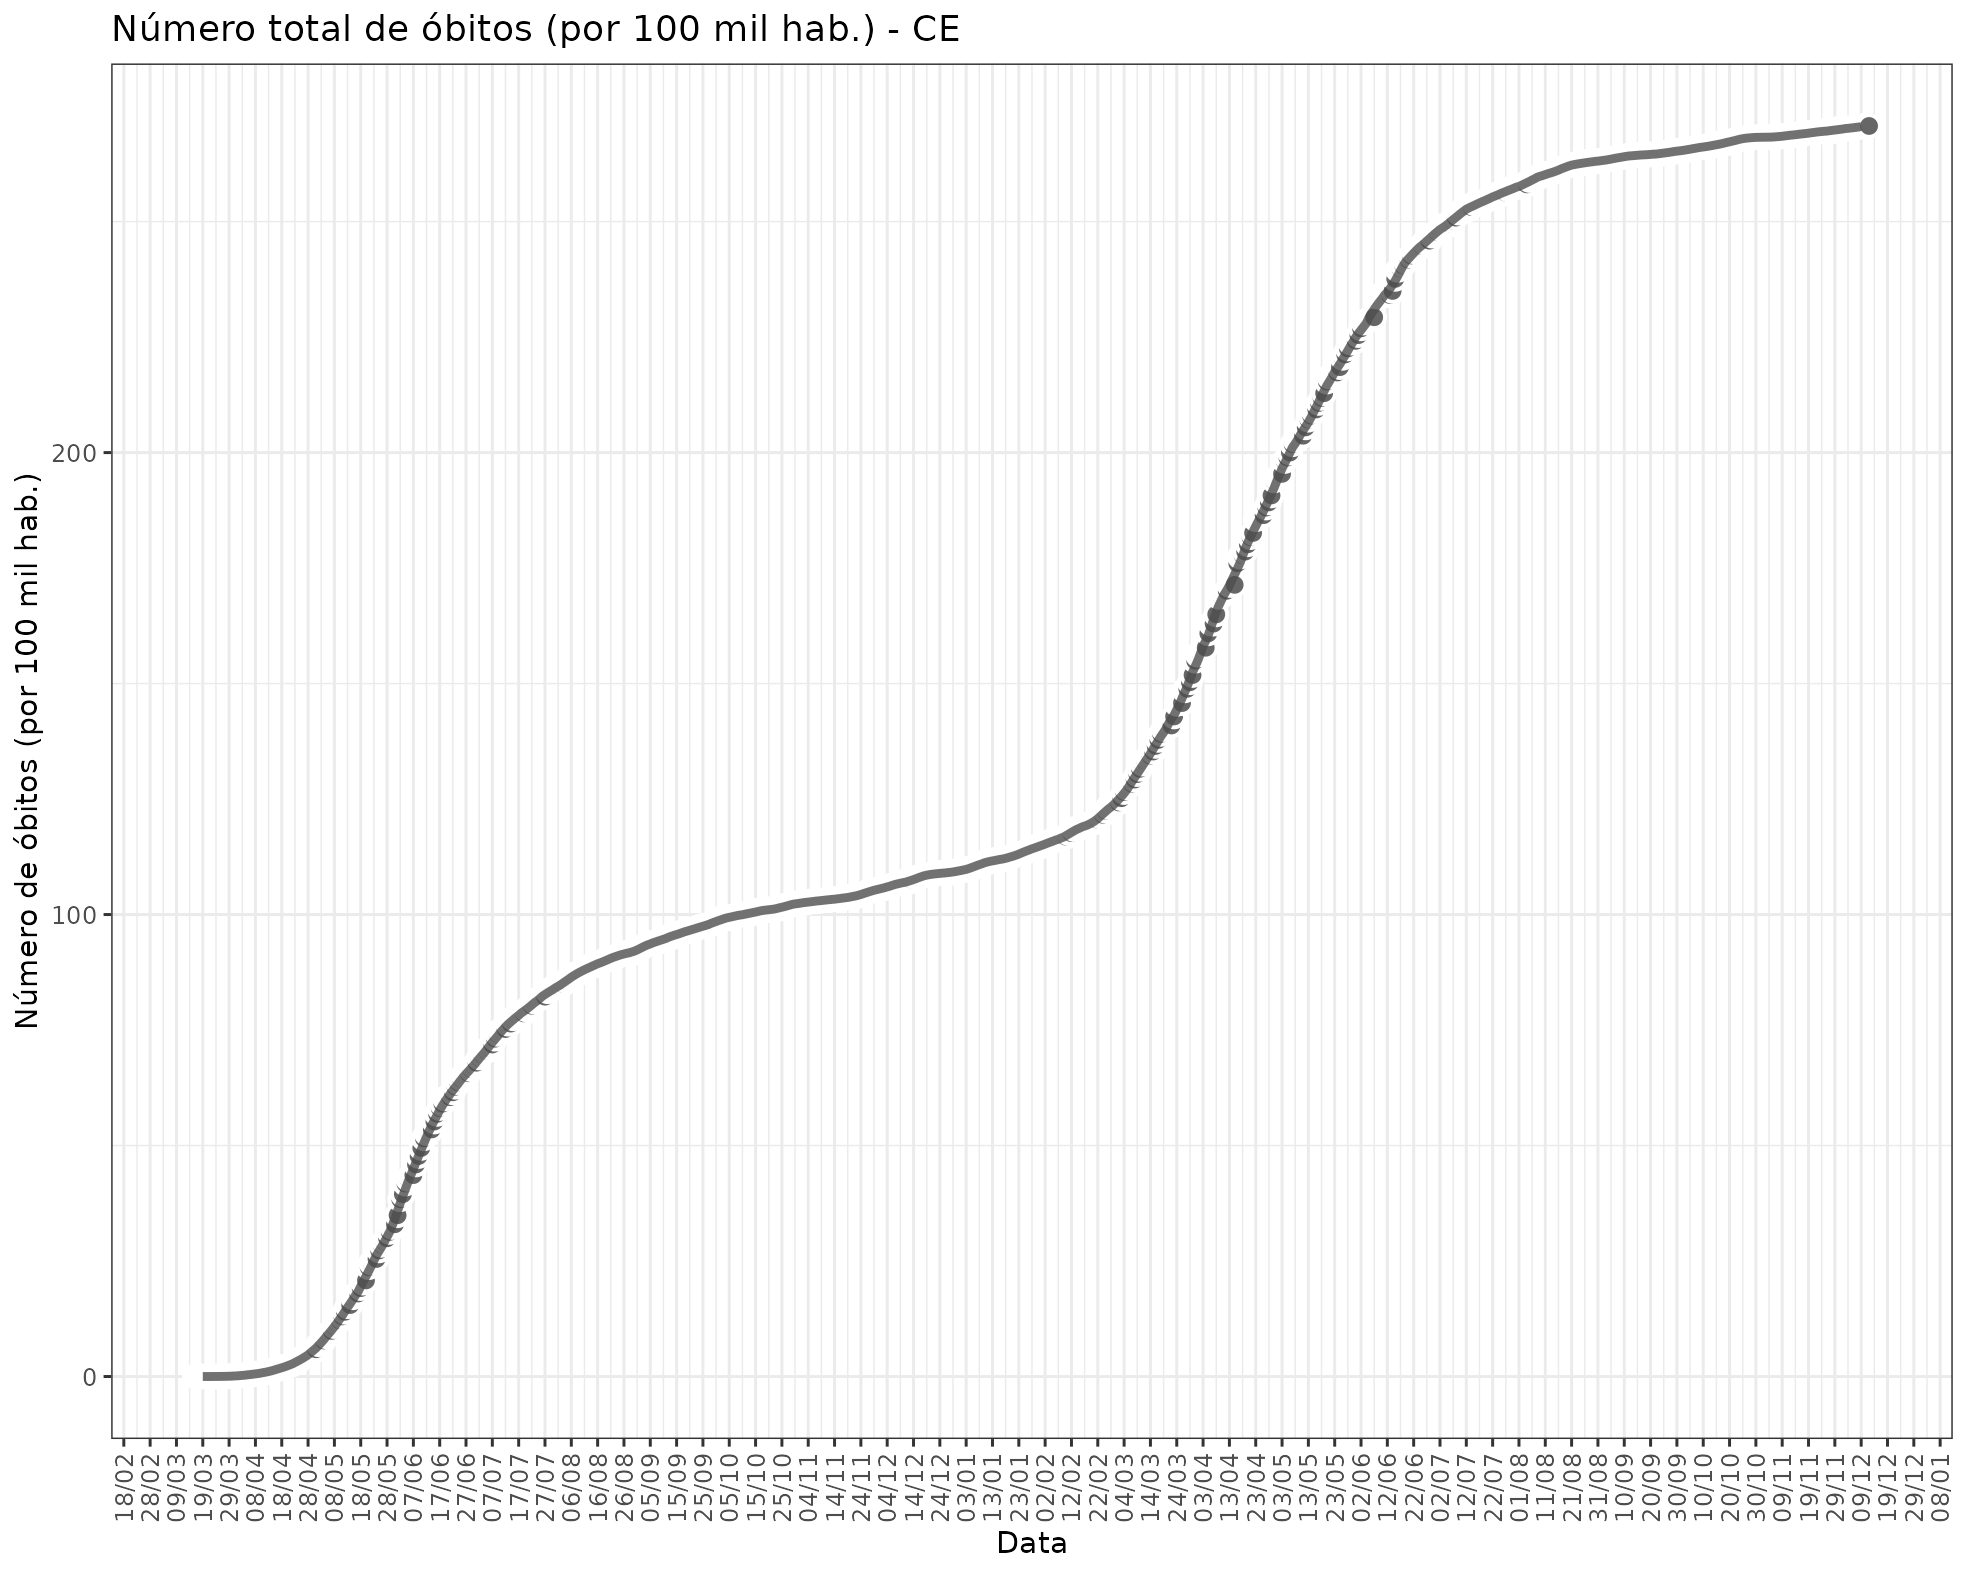 Número total de óbitos (por 100 mil hab.) - CE
Número de óbitos (por 100 mil hab.)
200
100
0
18/02 28/02 09/03 19/03 29/03 08/04 18/04 28/04 08/05 18/05 28/05 07/06 17/06 27/06 07/07 17/07 27/07 06/08 16/08 26/08 05/09 15/09 25/09 05/10 15/10 25/10 04/11 14/11 24/11 04/12 14/12 24/12 03/01 13/01 23/01 02/02 12/02 22/02 04/03 14/03 24/03 03/04 13/04 23/04 03/05 13/05 23/05 02/06 12/06 22/06 02/07 12/07 22/07 01/08 11/08 21/08 31/08 10/09 20/09 30/09 10/10 20/10 30/10 09/11 19/11 29/11 09/12 19/12 29/12 08/01
Data